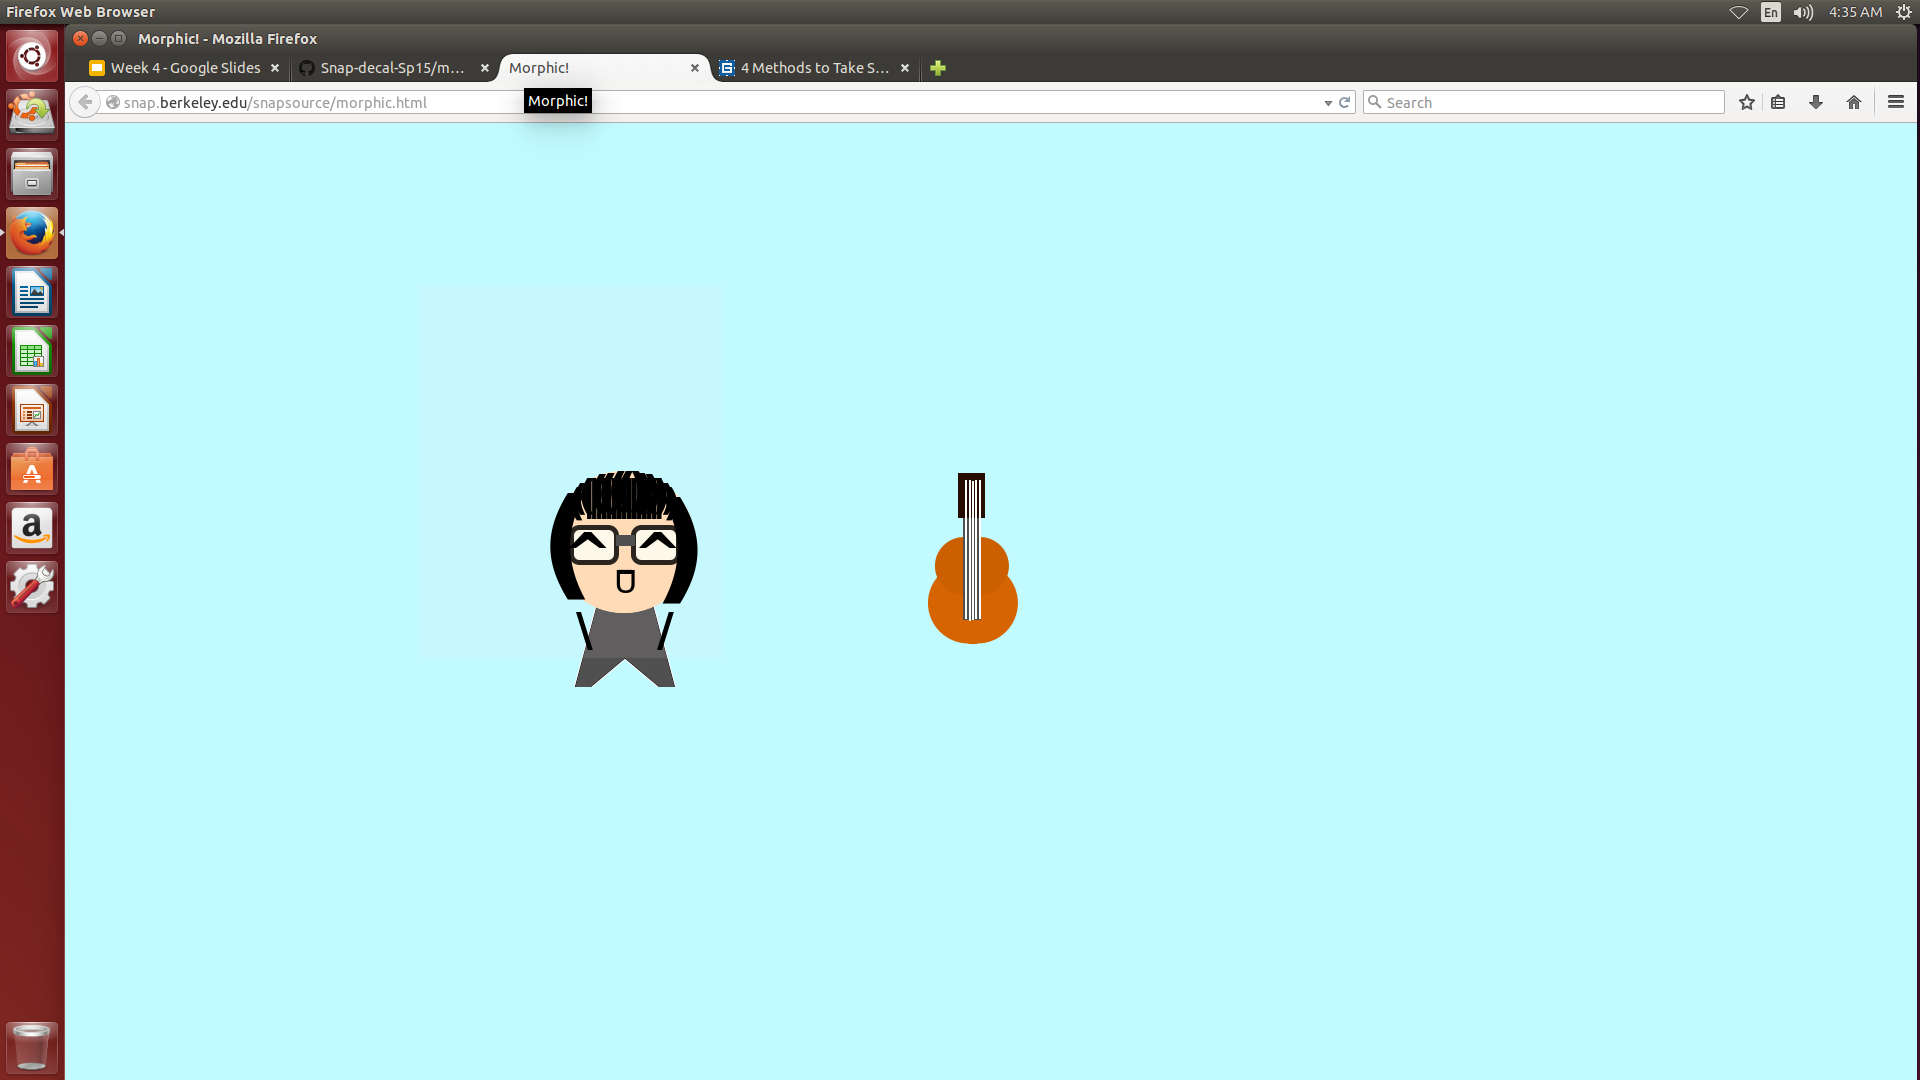 Firefox Web Browser
En
4:35 AM
Morphic! - Mozilla Firefox
Week 4 - Google Slides
Snap-decal-Sp15/m...
Morphic!
4 Methods to Take S...
snap.berkeley.edu/snapsource/morphic.html
Morphic!
Search